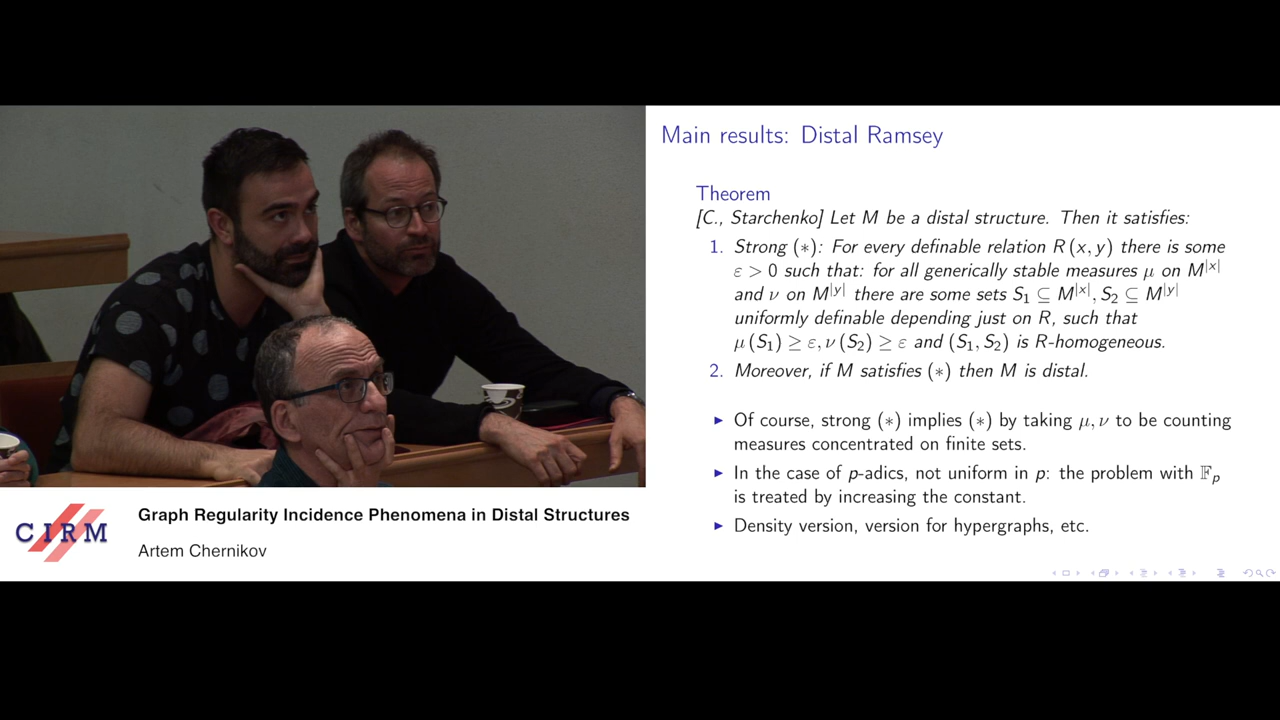 Main results: Distal Ramsey
Theorem
[C., Starchenko] Let M be a distal structure. Then it satisfies:
1. Strong (∗): For every definable relation R (x, y) there is some
ε > 0 such that: for all generically stable measures μ on M^|x|
and ν on M^|y| there are some sets S₁ ⊆ M^|x|, S₂ ⊆ M^|y|
uniformly definable depending just on R, such that
μ (S₁) ≥ ε, ν (S₂) ≥ ε and (S₁, S₂) is R-homogeneous.
2. Moreover, if M satisfies (∗) then M is distal.
▶ Of course, strong (∗) implies (∗) by taking μ, ν to be counting
measures concentrated on finite sets.
▶ In the case of p-adics, not uniform in p: the problem with 𝔽ₚ
is treated by increasing the constant.
▶ Density version, version for hypergraphs, etc.
CIRM
Graph Regularity Incidence Phenomena in Distal Structures
Artem Chernikov